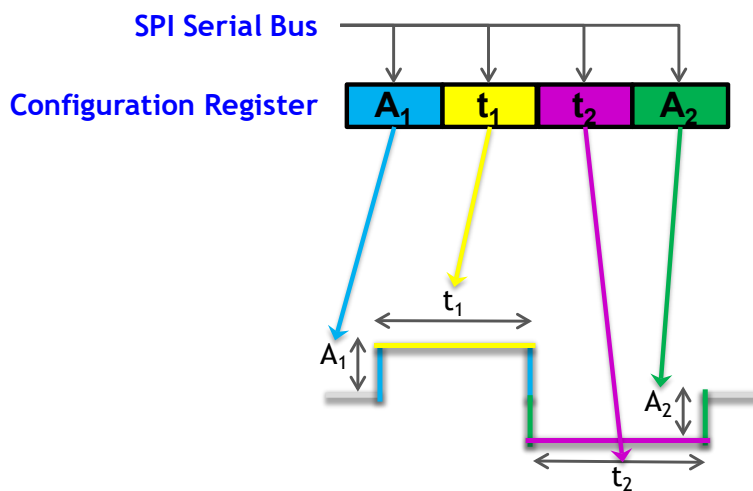 SPI Serial Bus
Configuration Register A₁ t₁ t₂ A₂
t₁
A₁
A₂
t₂